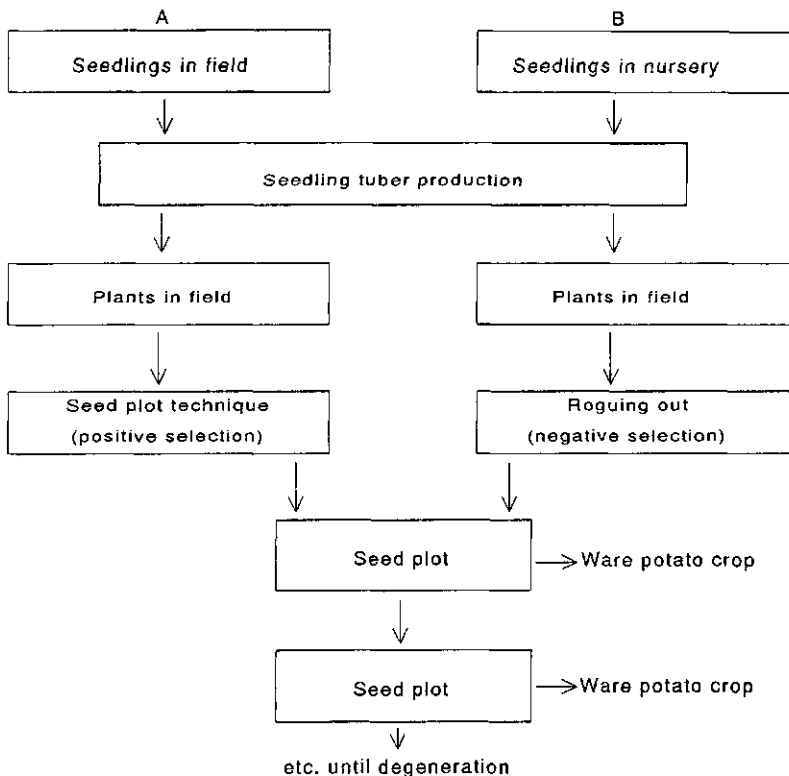 A
B
Seedlings in field
Seedlings in nursery
Seedling tuber production
Plants in field
Plants in field
Seed plot technique
(positive selection)
Roguing out
(negative selection)
Seed plot
Ware potato crop
Seed plot
Ware potato crop
etc. until degeneration